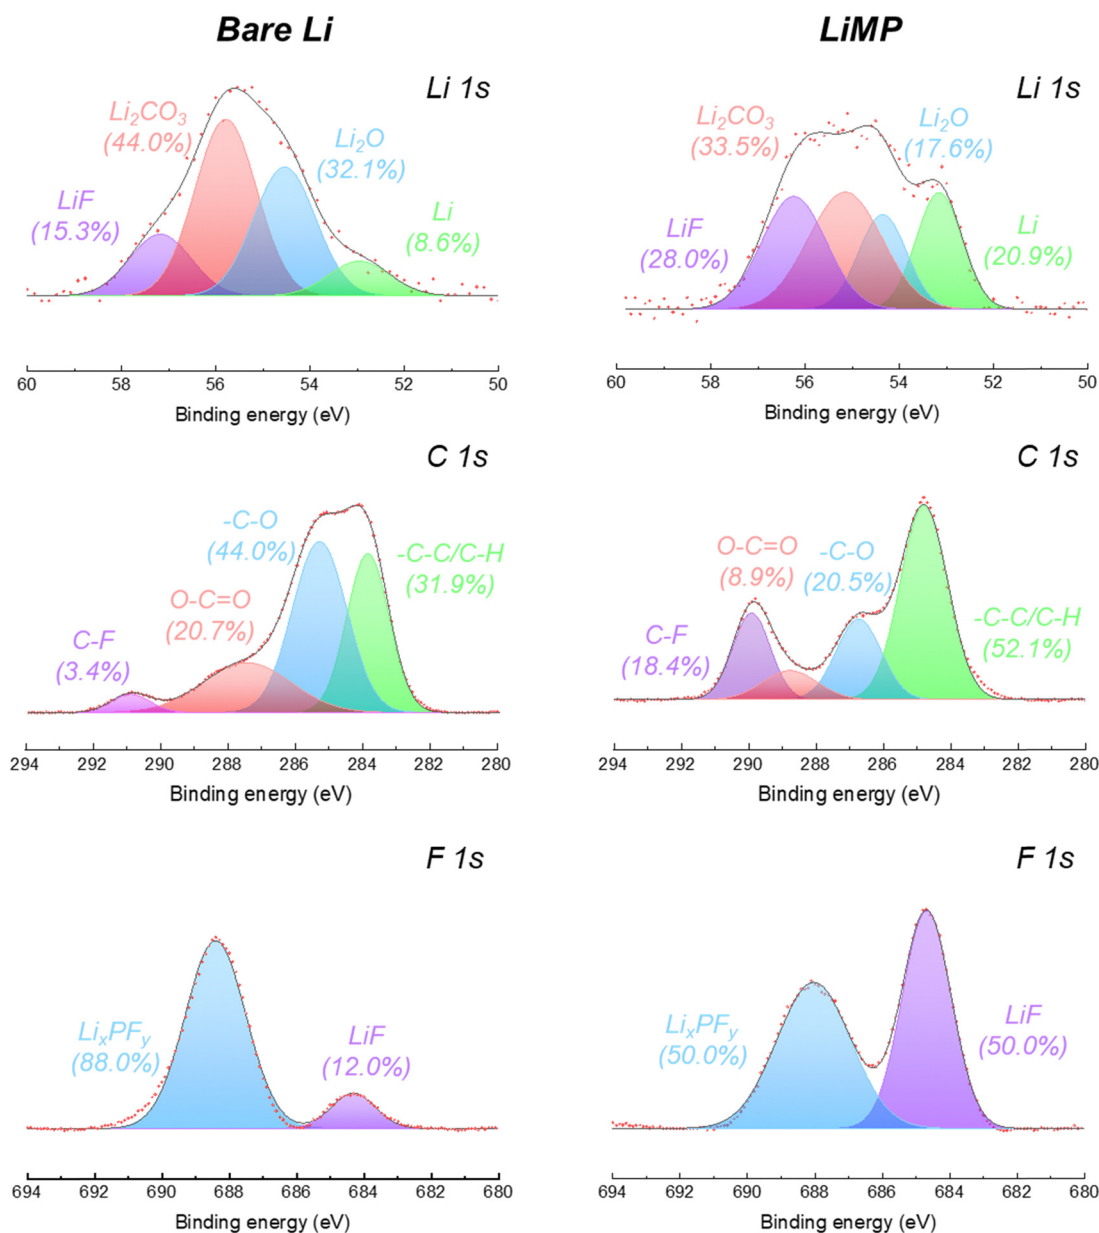 Bare Li
LiMP
Li 1s
Li₂CO₃
(44.0%)
Li₂O
(32.1%)
LiF
(15.3%)
Li
(8.6%)
60 58 56 54 52 50
Binding energy (eV)
Li 1s
Li₂CO₃
(33.5%)
Li₂O
(17.6%)
LiF
(28.0%)
Li
(20.9%)
60 58 56 54 52 50
Binding energy (eV)
C 1s
-C-O
(44.0%)
-C-C/C-H
(31.9%)
O-C=O
(20.7%)
C-F
(3.4%)
294 292 290 288 286 284 282 280
Binding energy (eV)
C 1s
O-C=O
(8.9%)
-C-O
(20.5%)
-C-C/C-H
(52.1%)
C-F
(18.4%)
294 292 290 288 286 284 282 280
Binding energy (eV)
F 1s
LiₓPFᵧ
(88.0%)
LiF
(12.0%)
694 692 690 688 686 684 682 680
Binding energy (eV)
F 1s
LiₓPFᵧ
(50.0%)
LiF
(50.0%)
694 692 690 688 686 684 682 680
Binding energy (eV)